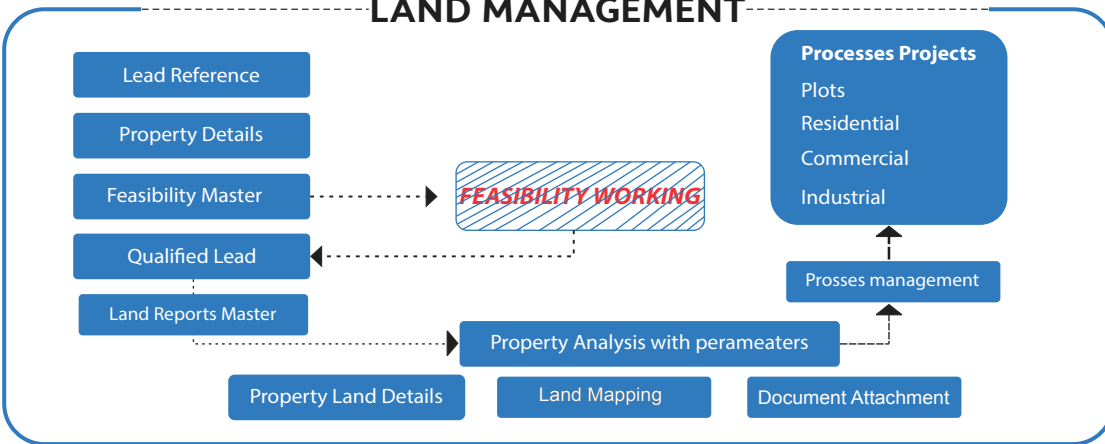 LAND MANAGEMENT
Lead Reference
Property Details
Feasibility Master
Qualified Lead
Land Reports Master
FEASIBILITY WORKING
Processes Projects
Plots
Residential
Commercial
Industrial
Prosses management
Property Analysis with perameaters
Property Land Details
Land Mapping
Document Attachment